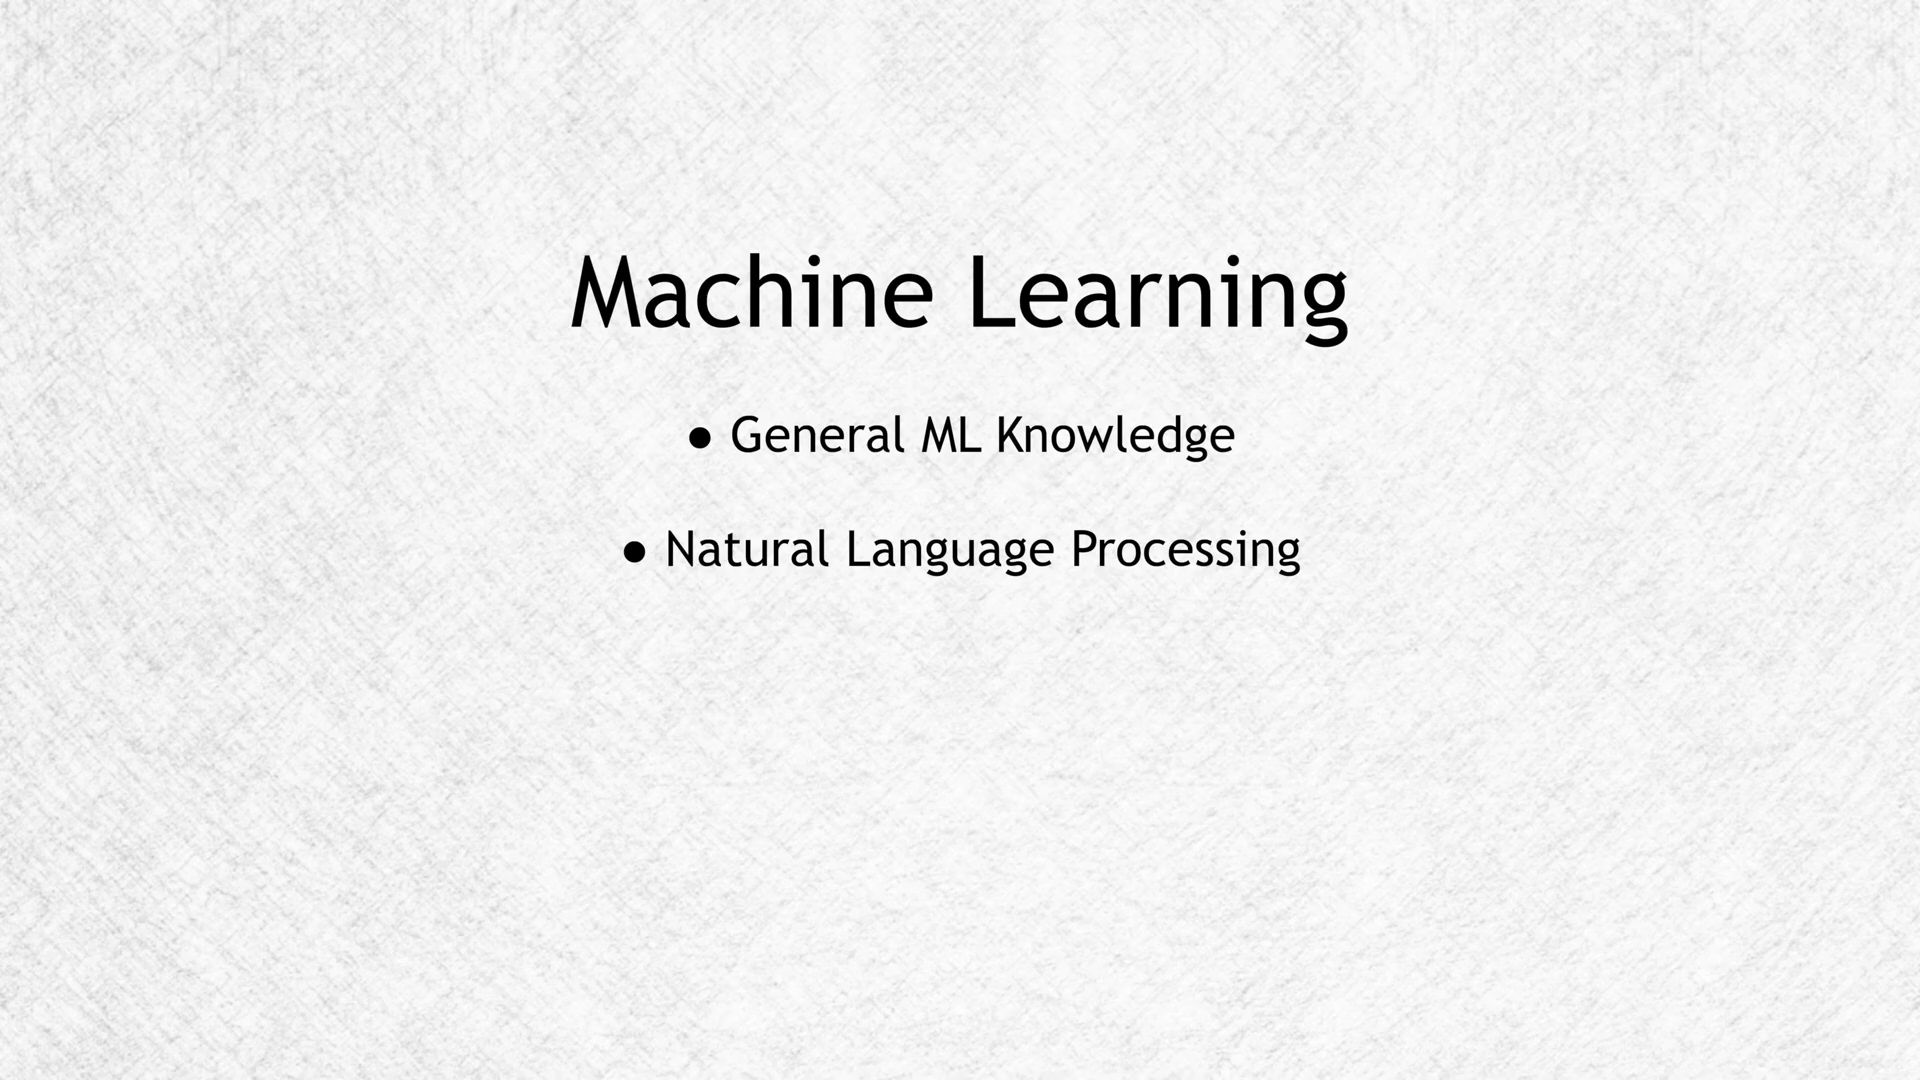 Machine Learning
● General ML Knowledge
● Natural Language Processing